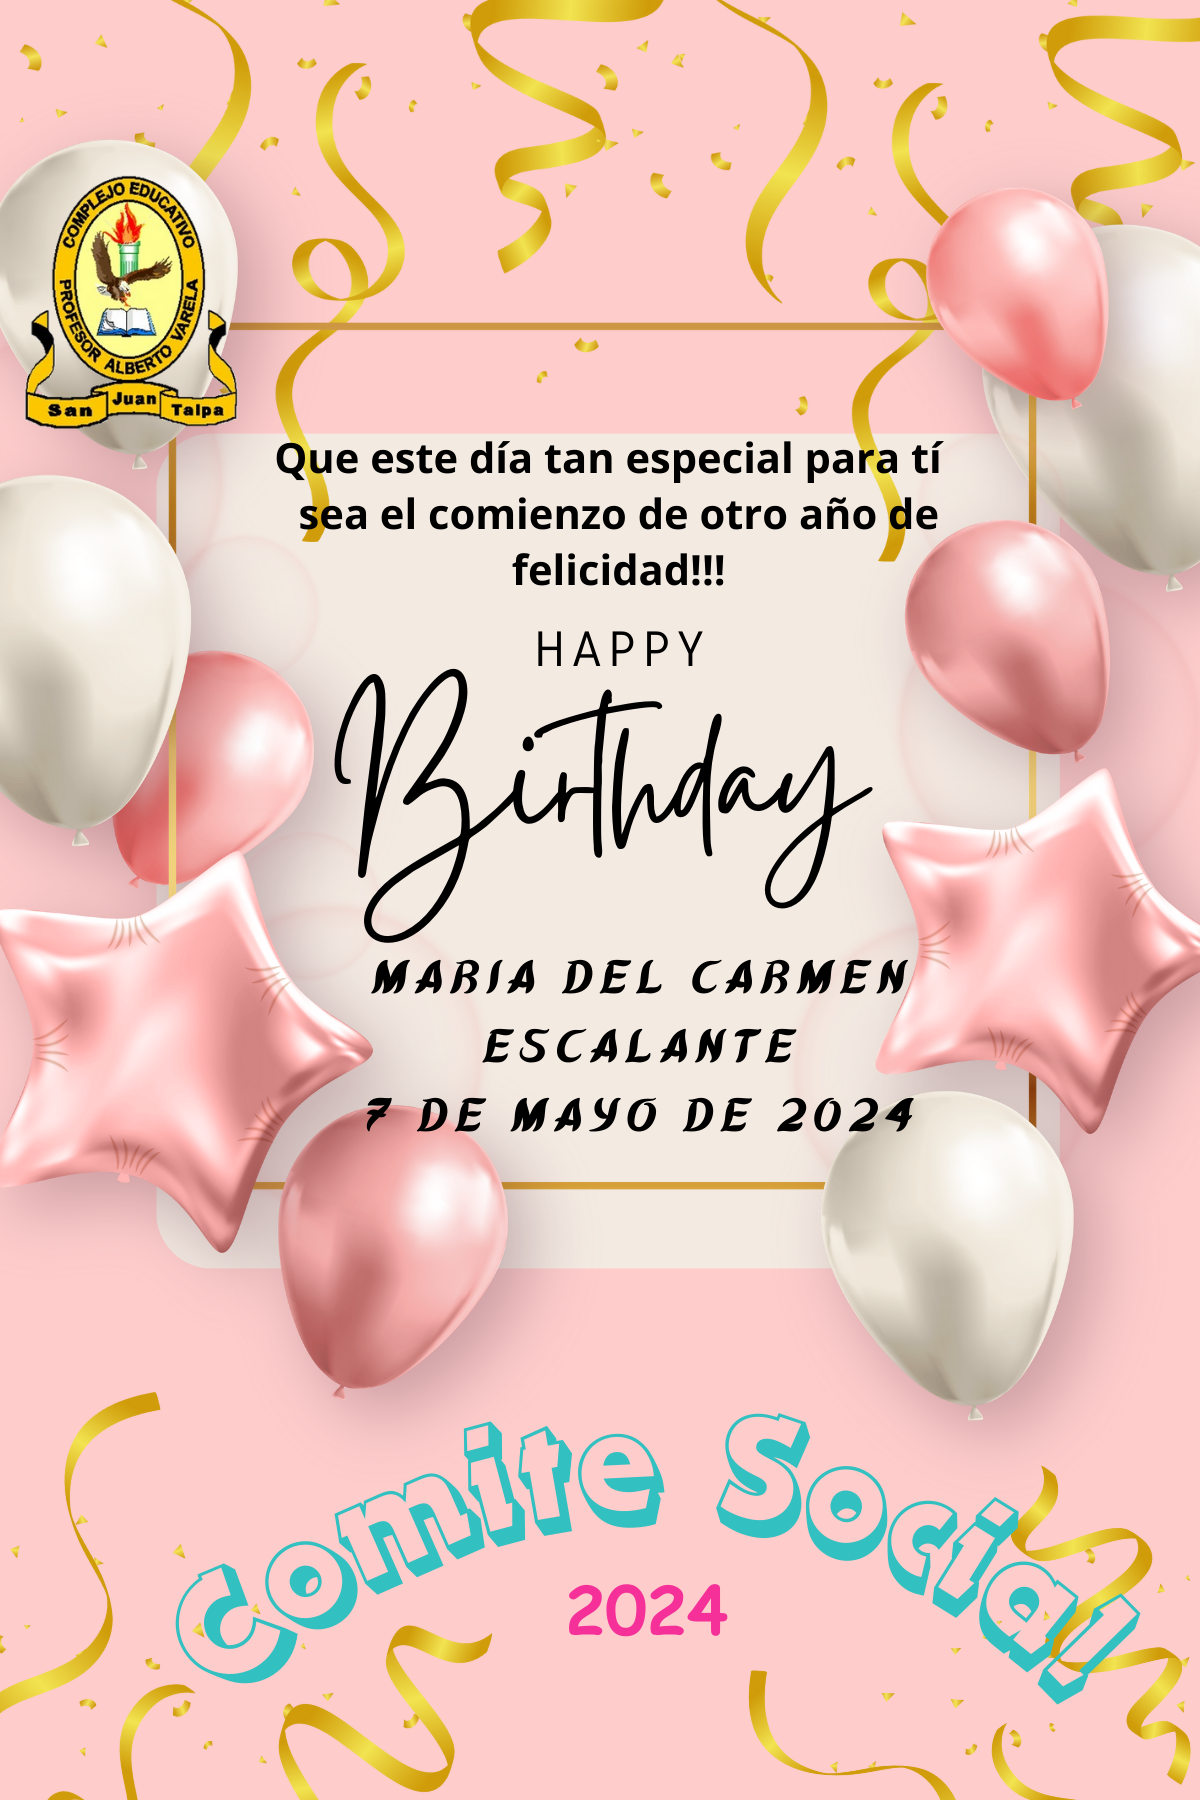 COMPLEJO EDUCATIVO
PROFESOR ALBERTO VARELA
San Juan Talpa
Que este día tan especial para tí
sea el comienzo de otro año de
felicidad!!!
HAPPY
Birthday
MARIA DEL CARMEN
ESCALANTE
7 DE MAYO DE 2024
Comite Social
2024